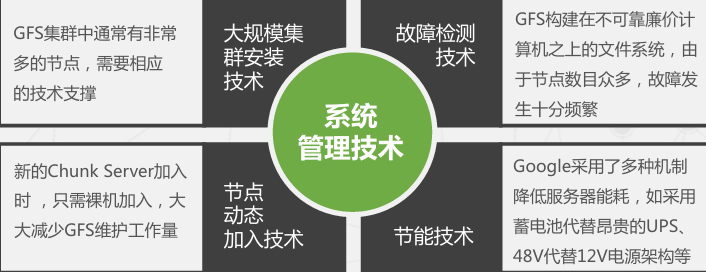 GFS集群中通常有非常
多的节点，需要相应
的技术支撑
大规模集
群安装
技术
故障检测
技术
GFS构建在不可靠廉价计
算机之上的文件系统，由
于节点数目众多，故障发
生十分频繁
系统
管理技术
新的Chunk Server加入
时 ，只需裸机加入，大
大减少GFS维护工作量
节点
动态
加入技术
节能技术
Google采用了多种机制
降低服务器能耗，如采用
蓄电池代替昂贵的UPS、
48V代替12V电源架构等